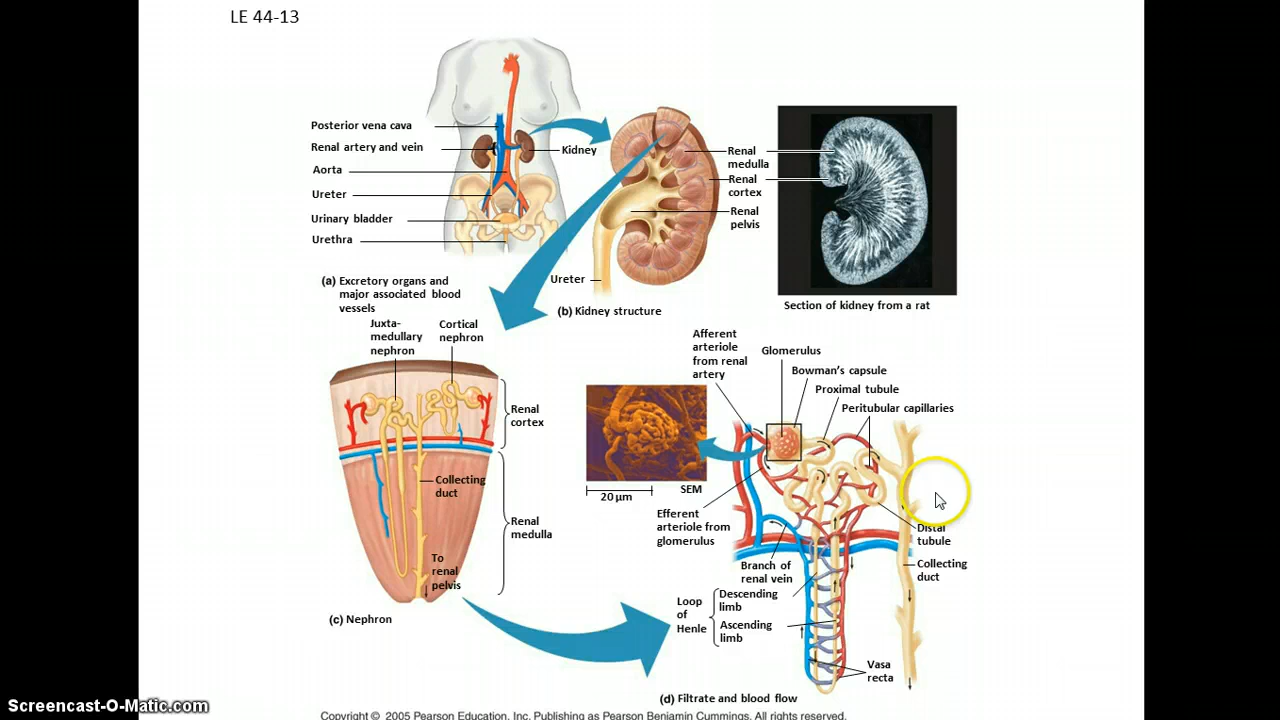 LE 44-13
Posterior vena cava
Renal artery and vein
Aorta
Ureter
Urinary bladder
Urethra
Kidney
(a) Excretory organs and
major associated blood
vessels
Renal
medulla
Renal
cortex
Renal
pelvis
Ureter
(b) Kidney structure
Section of kidney from a rat
Juxta-
medullary
nephron
Cortical
nephron
Renal
cortex
Collecting
duct
Renal
medulla
To
renal
pelvis
(c) Nephron
Afferent
arteriole
from renal
artery
Glomerulus
Bowman's capsule
Proximal tubule
Peritubular capillaries
SEM
20 µm
Efferent
arteriole from
glomerulus
Distal
tubule
Collecting
duct
Branch of
renal vein
Loop
of
Henle
Descending
limb
Ascending
limb
Vasa
recta
(d) Filtrate and blood flow
Screencast-O-Matic.com
Copyright © 2005 Pearson Education, Inc. Publishing as Pearson Benjamin Cummings. All rights reserved.